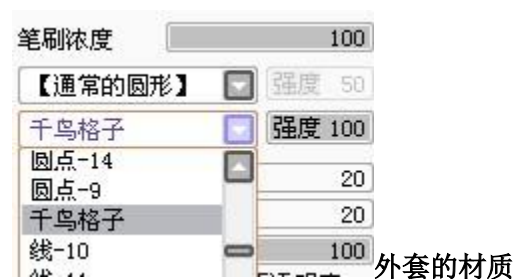 笔刷浓度 100
【通常的圆形】 强度 50
千鸟格子 强度 100
圆点-14
圆点-9 20
千鸟格子 20
线-10 100
外套的材质